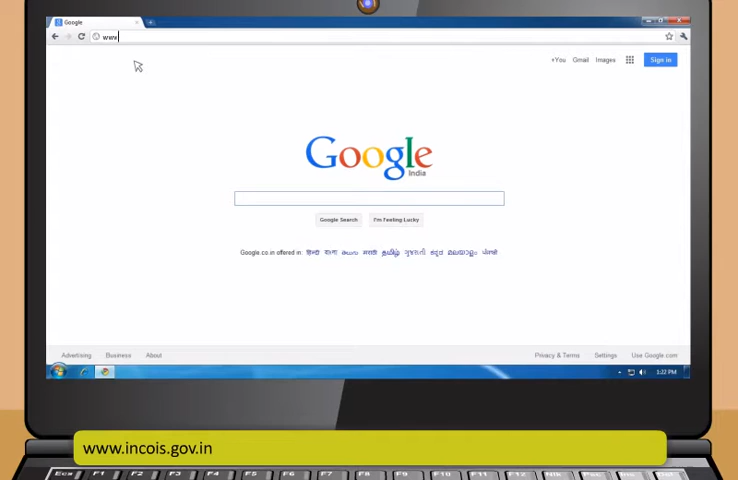 Google
www
+You Gmail Images Sign in
Google
India
Google Search I'm Feeling Lucky
Google.co.in offered in: हिन्दी বাংলা తెలుగు मराठी தமிழ் ગુજરાતી ಕನ್ನಡ മലയാളം ਪੰਜਾਬੀ
Advertising Business About Privacy & Terms Settings Use Google.com
1:22 PM
www.incois.gov.in
Esc F1 F2 F3 F4 F5 F6 F7 F8 F9 F10 F11 F12